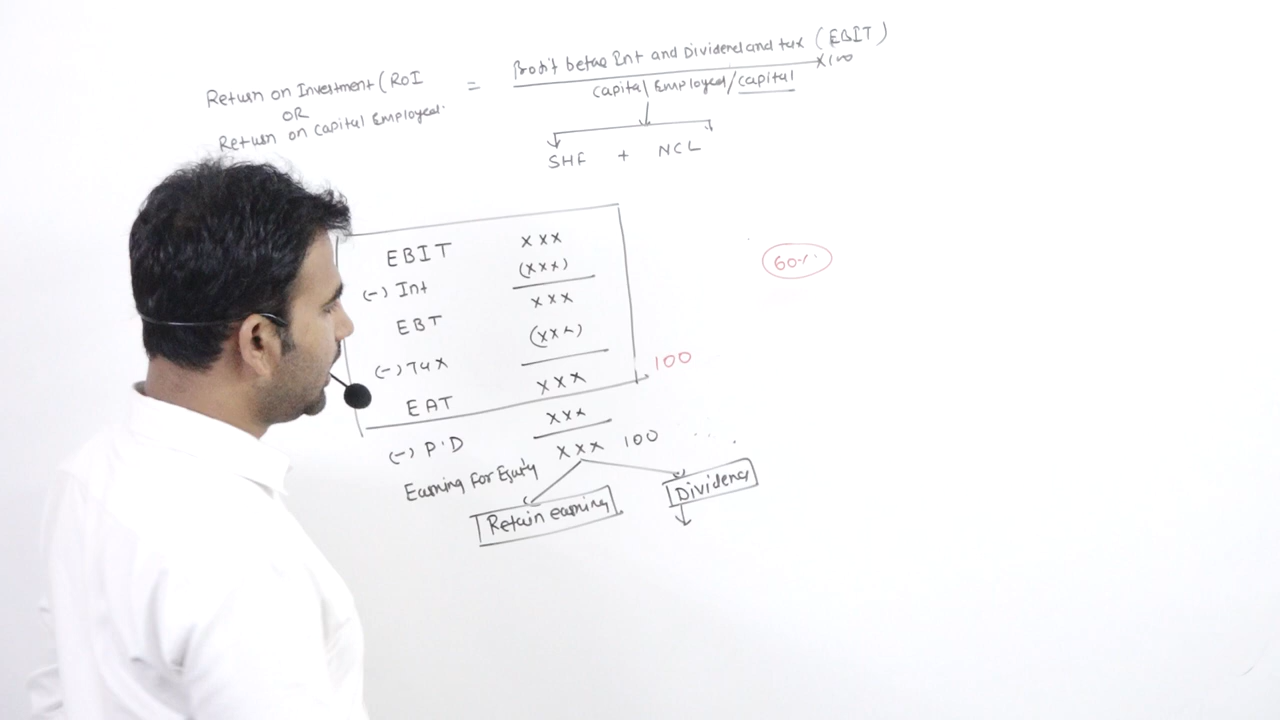 Return on Investment (RoI
OR
Return on Capital Employed.
= Profit before Int and Dividend and tax (EBIT) ×100
Capital Employed/capital
SHF + NCL
EBIT xxx
(-) Int (xxx)
EBT xxx
(-) Tax (xxx)
EAT xxx 100
(-) P.D xxx
Earning For Equity xxx 100
Retain earning
Dividend
60%